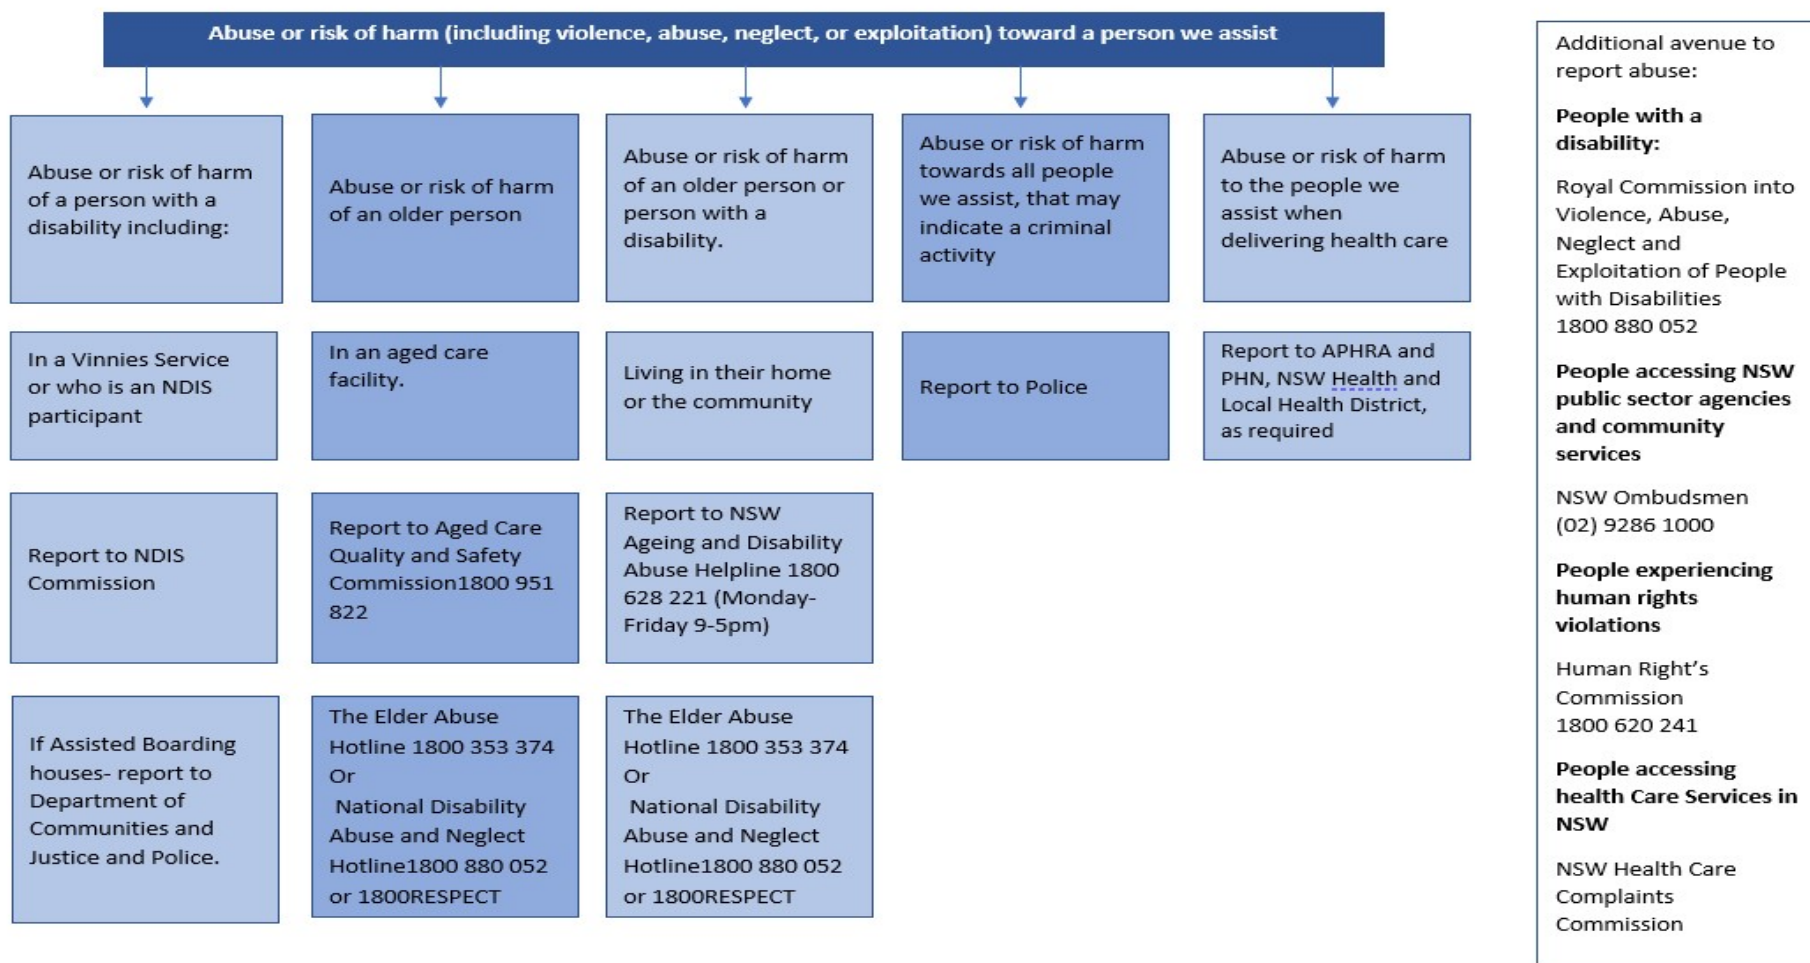 Abuse or risk of harm (including violence, abuse, neglect, or exploitation) toward a person we assist
Abuse or risk of harm
of a person with a
disability including:
In a Vinnies Service
or who is an NDIS
participant
Report to NDIS
Commission
If Assisted Boarding
houses- report to
Department of
Communities and
Justice and Police.
Abuse or risk of harm
of an older person
In an aged care
facility.
Report to Aged Care
Quality and Safety
Commission1800 951
822
The Elder Abuse
Hotline 1800 353 374
Or
National Disability
Abuse and Neglect
Hotline1800 880 052
or 1800RESPECT
Abuse or risk of harm
of an older person or
person with a
disability.
Living in their home
or the community
Report to NSW
Ageing and Disability
Abuse Helpline 1800
628 221 (Monday-
Friday 9-5pm)
The Elder Abuse
Hotline 1800 353 374
Or
National Disability
Abuse and Neglect
Hotline1800 880 052
or 1800RESPECT
Abuse or risk of harm
towards all people
we assist, that may
indicate a criminal
activity
Report to Police
Abuse or risk of harm
to the people we
assist when
delivering health care
Report to APHRA and
PHN, NSW Health and
Local Health District,
as required
Additional avenue to
report abuse:
People with a
disability:
Royal Commission into
Violence, Abuse,
Neglect and
Exploitation of People
with Disabilities
1800 880 052
People accessing NSW
public sector agencies
and community
services
NSW Ombudsmen
(02) 9286 1000
People experiencing
human rights
violations
Human Right’s
Commission
1800 620 241
People accessing
health Care Services in
NSW
NSW Health Care
Complaints
Commission